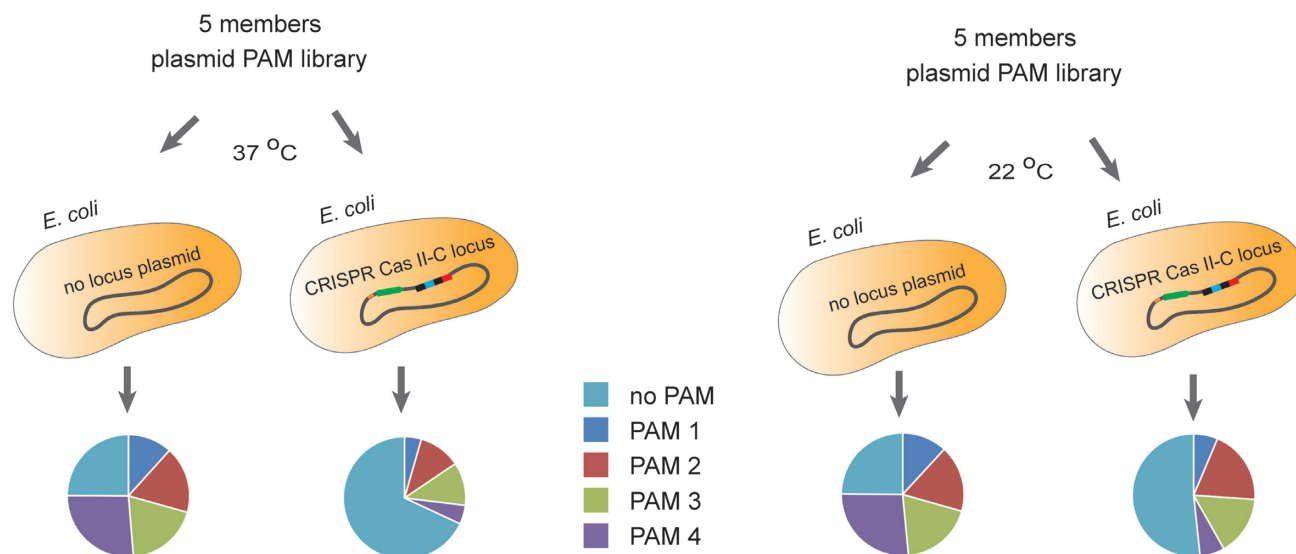 5 members
plasmid PAM library
37 °C
E. coli
no locus plasmid
E. coli
CRISPR Cas II-C locus
no PAM
PAM 1
PAM 2
PAM 3
PAM 4
5 members
plasmid PAM library
22 °C
E. coli
no locus plasmid
E. coli
CRISPR Cas II-C locus